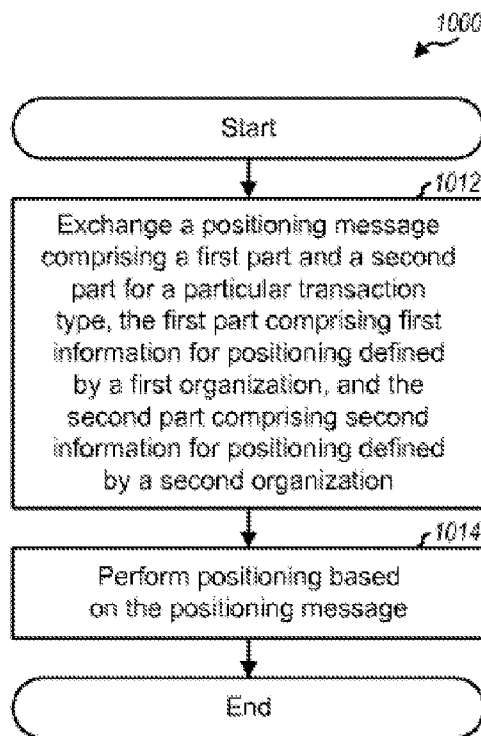 1000
Start
1012
Exchange a positioning message
comprising a first part and a second
part for a particular transaction
type, the first part comprising first
information for positioning defined
by a first organization, and the
second part comprising second
information for positioning defined
by a second organization
1014
Perform positioning based
on the positioning message
End